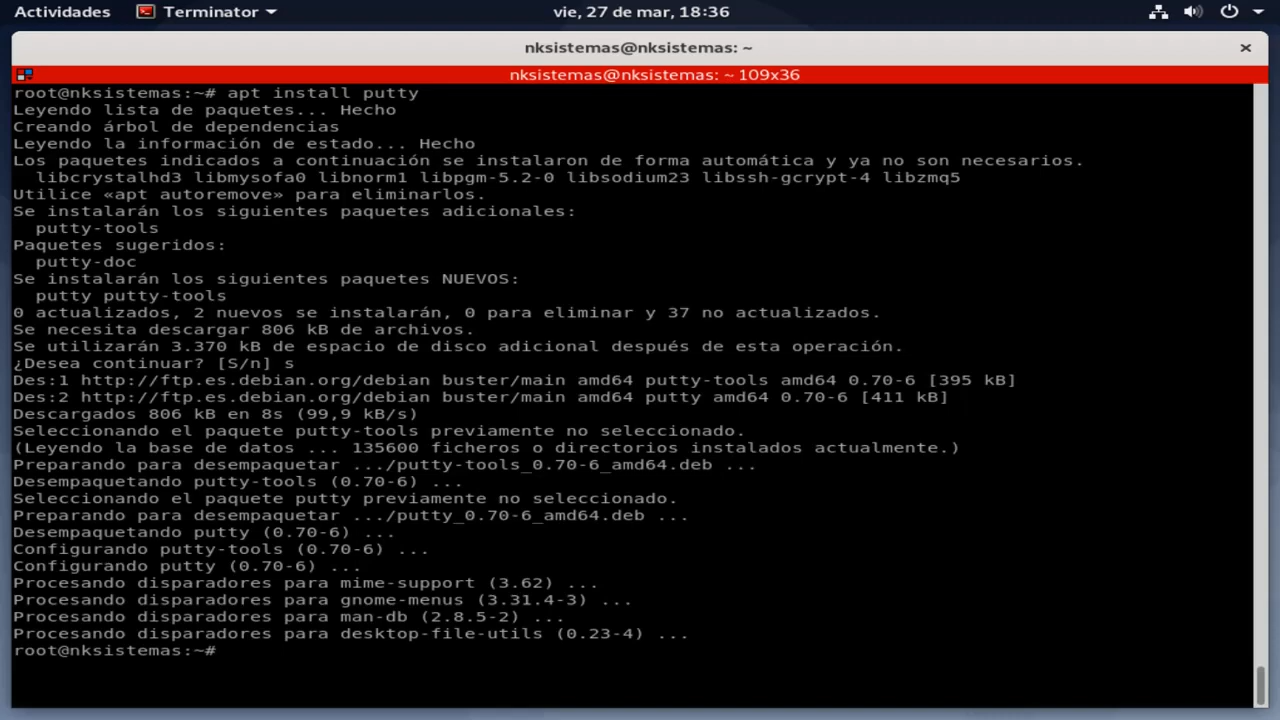 Actividades
Terminator
vie, 27 de mar, 18:36
nksistemas@nksistemas: ~
nksistemas@nksistemas: ~ 109x36
root@nksistemas:~# apt install putty
Leyendo lista de paquetes... Hecho
Creando árbol de dependencias
Leyendo la información de estado... Hecho
Los paquetes indicados a continuación se instalaron de forma automática y ya no son necesarios.
libcrystalhd3 libmysofa0 libnorm1 libpgm-5.2-0 libsodium23 libssh-gcrypt-4 libzmq5
Utilice «apt autoremove» para eliminarlos.
Se instalarán los siguientes paquetes adicionales:
putty-tools
Paquetes sugeridos:
putty-doc
Se instalarán los siguientes paquetes NUEVOS:
putty putty-tools
0 actualizados, 2 nuevos se instalarán, 0 para eliminar y 37 no actualizados.
Se necesita descargar 806 kB de archivos.
Se utilizarán 3.370 kB de espacio de disco adicional después de esta operación.
¿Desea continuar? [S/n] s
Des:1 http://ftp.es.debian.org/debian buster/main amd64 putty-tools amd64 0.70-6 [395 kB]
Des:2 http://ftp.es.debian.org/debian buster/main amd64 putty amd64 0.70-6 [411 kB]
Descargados 806 kB en 8s (99,9 kB/s)
Seleccionando el paquete putty-tools previamente no seleccionado.
(Leyendo la base de datos ... 135600 ficheros o directorios instalados actualmente.)
Preparando para desempaquetar .../putty-tools_0.70-6_amd64.deb ...
Desempaquetando putty-tools (0.70-6) ...
Seleccionando el paquete putty previamente no seleccionado.
Preparando para desempaquetar .../putty_0.70-6_amd64.deb ...
Desempaquetando putty (0.70-6) ...
Configurando putty-tools (0.70-6) ...
Configurando putty (0.70-6) ...
Procesando disparadores para mime-support (3.62) ...
Procesando disparadores para gnome-menus (3.31.4-3) ...
Procesando disparadores para man-db (2.8.5-2) ...
Procesando disparadores para desktop-file-utils (0.23-4) ...
root@nksistemas:~#